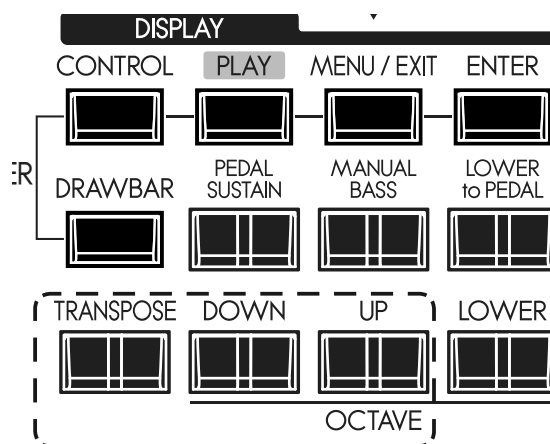 DISPLAY
CONTROL PLAY MENU / EXIT ENTER
ER
DRAWBAR PEDAL SUSTAIN MANUAL BASS LOWER to PEDAL
TRANSPOSE DOWN UP LOWER
OCTAVE